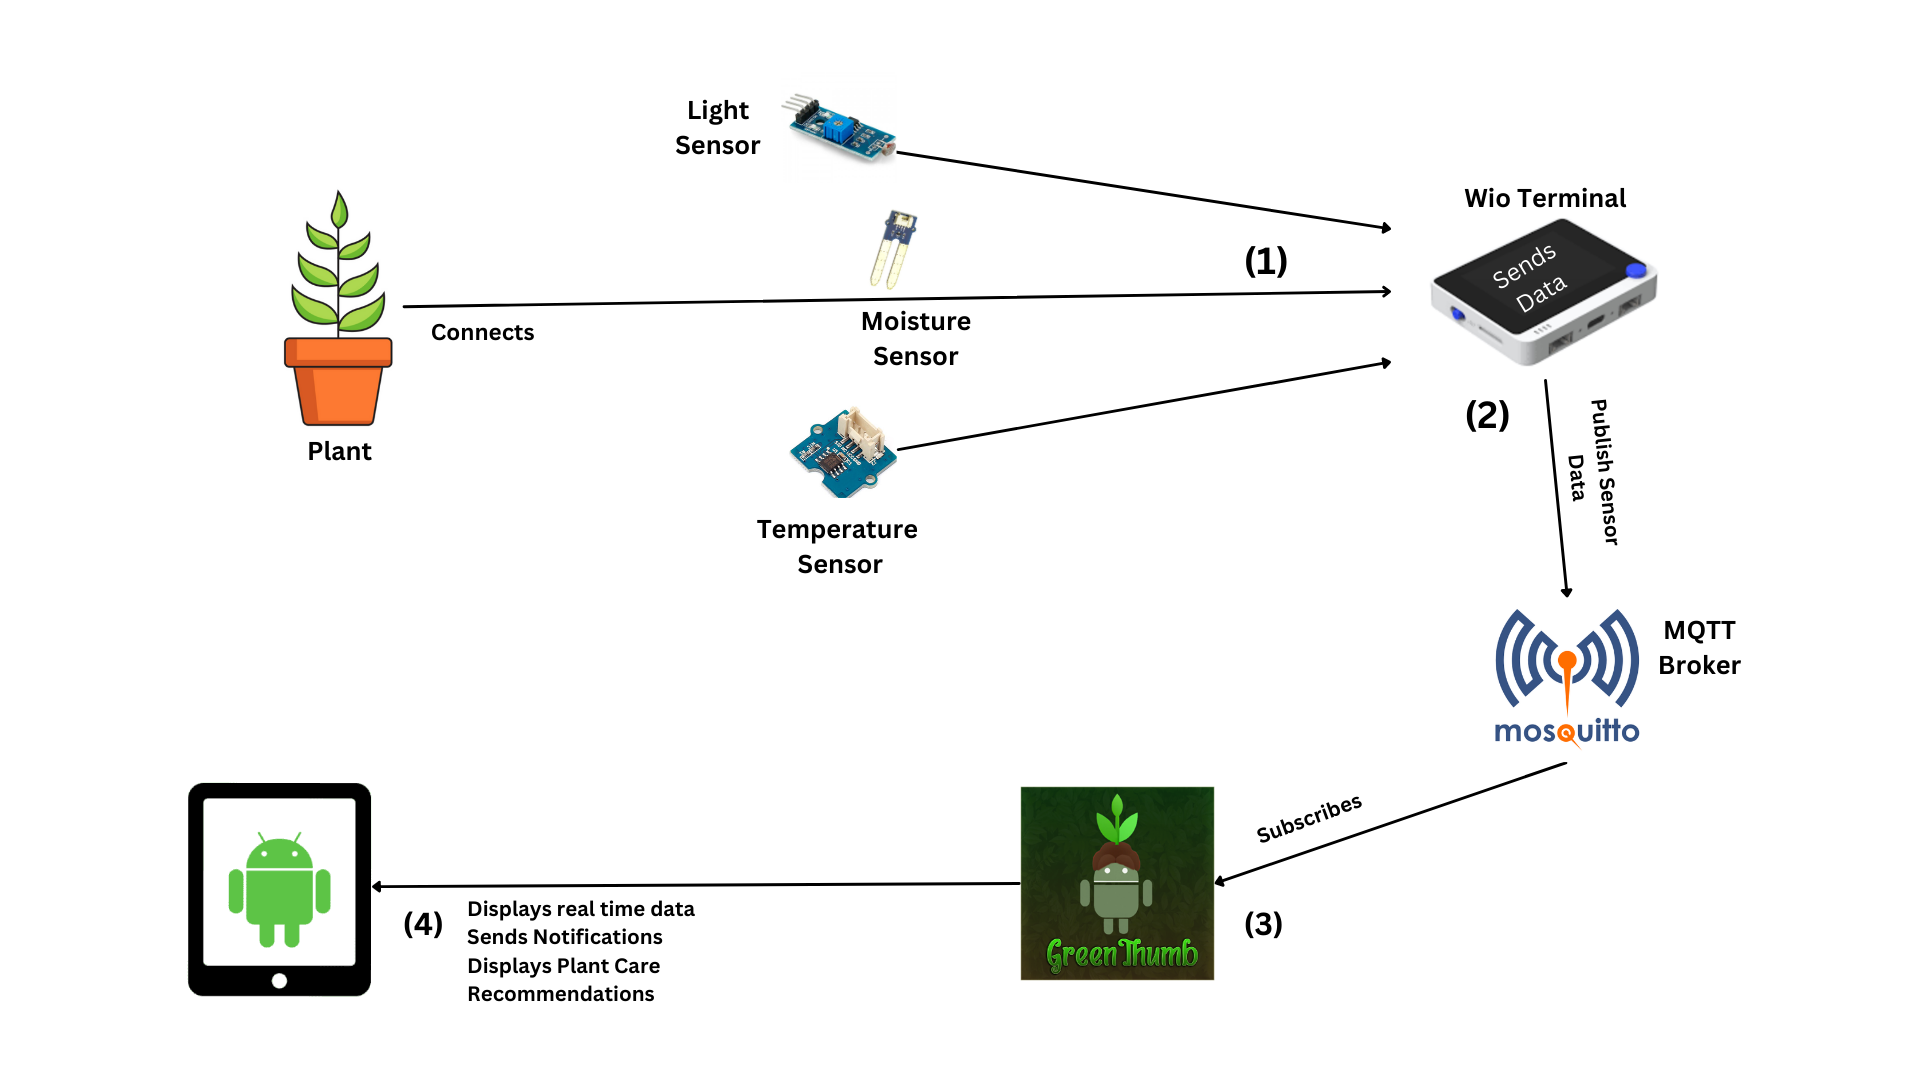 Light
Sensor
Wio Terminal
Sends
Data
(1)
Connects
Moisture
Sensor
Plant
(2)
Publish Sensor
Data
Temperature
Sensor
MQTT
Broker
mosquitto
Subscribes
GreenThumb
(3)
(4)
Displays real time data
Sends Notifications
Displays Plant Care
Recommendations